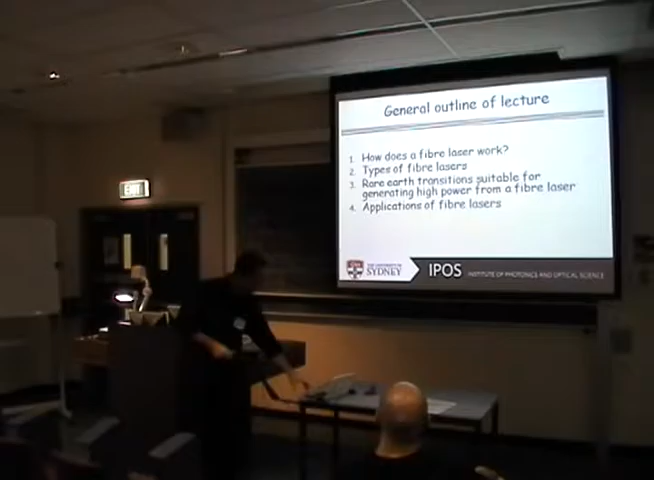 General outline of lecture
1. How does a fibre laser work?
2. Types of fibre lasers
3. Rare earth transitions suitable for
generating high power from a fibre laser
4. Applications of fibre lasers
THE UNIVERSITY OF
SYDNEY
IPOS INSTITUTE OF PHOTONICS AND OPTICAL SCIENCE
EXIT